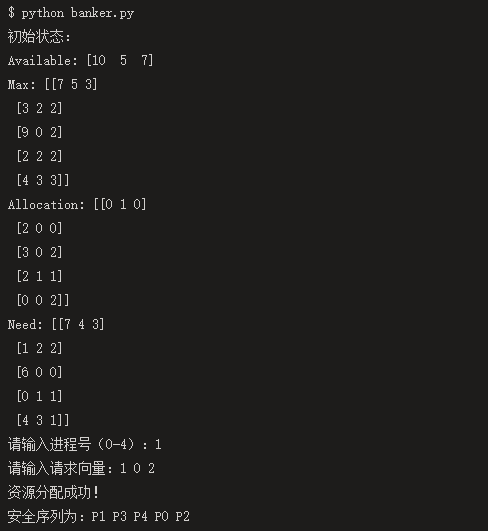 $ python banker.py
初始状态：
Available: [10  5  7]
Max: [[7 5 3]
 [3 2 2]
 [9 0 2]
 [2 2 2]
 [4 3 3]]
Allocation: [[0 1 0]
 [2 0 0]
 [3 0 2]
 [2 1 1]
 [0 0 2]]
Need: [[7 4 3]
 [1 2 2]
 [6 0 0]
 [0 1 1]
 [4 3 1]]
请输入进程号（0-4）：1
请输入请求向量：1 0 2
资源分配成功！
安全序列为：P1 P3 P4 P0 P2